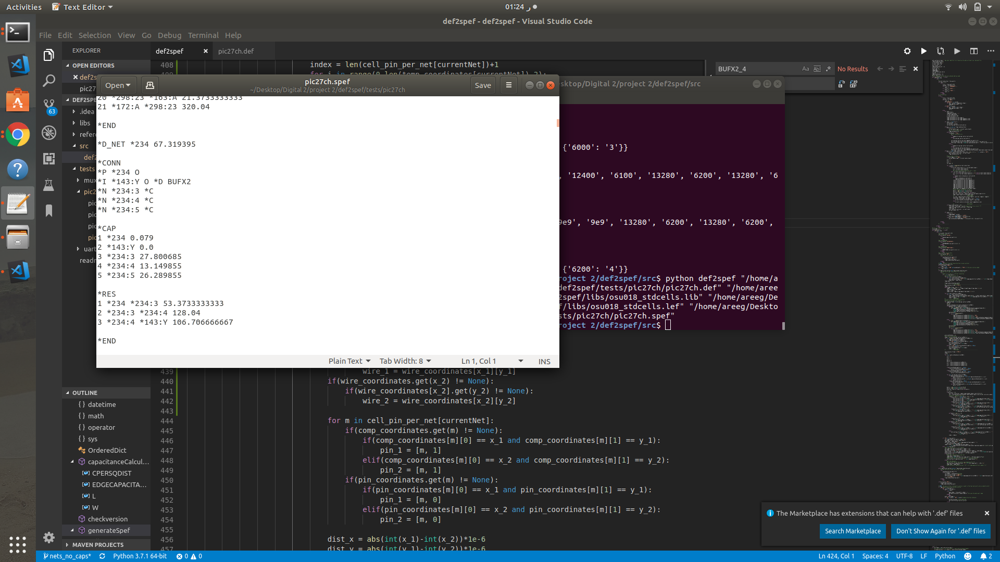 Activities
Text Editor
01:24 ر
def2spef - def2spef - Visual Studio Code
File Edit Selection View Go Debug Terminal Help
EXPLORER
OPEN EDITORS
def2s
pic27
DEF2SPE
.idea
libs
refere
src
def2
tests
mux
pic2
pic
pic
pic
pic
uart
readm
63
OUTLINE
{ } datetime
{ } math
{ } operator
{ } sys
OrderedDict
capacitanceCalcul...
CPERSQDIST
EDGECAPACITA...
L
W
checkversion
generateSpef
MAVEN PROJECTS
def2spef
pic27ch.def
408 index = len(cell_pin_per_net[currentNet])+1
BUFX2_4
Aa Abl .*
No Results
Open
pic27ch.spef
~/Desktop/Digital 2/project 2/def2spef/tests/pic27ch
Save
20 *298:23 *163:A 21.3733333333
21 *172:A *298:23 320.04
*END
*D_NET *234 67.319395
*CONN
*P *234 O
*I *143:Y O *D BUFX2
*N *234:3 *C
*N *234:4 *C
*N *234:5 *C
*CAP
1 *234 0.079
2 *143:Y 0.0
3 *234:3 27.800685
4 *234:4 13.149855
5 *234:5 26.289855
*RES
1 *234 *234:3 53.3733333333
2 *234:3 *234:4 128.04
3 *234:4 *143:Y 106.706666667
*END
Plain Text Tab Width: 8 Ln 1, Col 1 INS
sktop/Digital 2/project 2/def2spef/src
{'6000': '3'}}
, '12400', '6100', '13280', '6200', '13280', '6
9e9', '9e9', '13280', '6200', '13280', '6200',
{'6200': '4'}}
roject 2/def2spef/src$ python def2spef "/home/a
def2spef/tests/pic27ch/pic27ch.def" "/home/aree
2spef/libs/osu018_stdcells.lib" "/home/areeg/De
f/libs/osu018_stdcells.lef" "/home/areeg/Deskto
sts/pic27ch/pic27ch.spef"
roject 2/def2spef/src$
439 wire_1 = wire_coordinates[x_1][y_1]
440 if(wire_coordinates.get(x_2) != None):
441 if(wire_coordinates[x_2].get(y_2) != None):
442 wire_2 = wire_coordinates[x_2][y_2]
443
444 for m in cell_pin_per_net[currentNet]:
445 if(comp_coordinates.get(m) != None):
446 if(comp_coordinates[m][0] == x_1 and comp_coordinates[m][1] == y_1):
447 pin_1 = [m, 1]
448 elif(comp_coordinates[m][0] == x_2 and comp_coordinates[m][1] == y_2):
449 pin_2 = [m, 1]
450 if(pin_coordinates.get(m) != None):
451 if(pin_coordinates[m][0] == x_1 and pin_coordinates[m][1] == y_1):
452 pin_1 = [m, 0]
453 elif(pin_coordinates[m][0] == x_2 and pin_coordinates[m][1] == y_2):
454 pin_2 = [m, 0]
455
456 dist_x = abs(int(x_1)-int(x_2))*1e-6
457 dist_y = abs(int(y_1)-int(y_2))*1e-6
The Marketplace has extensions that can help with '.def' files
Search Marketplace
Don't Show Again for '.def' files
nets_no_caps* Python 3.7.1 64-bit 0 0
Ln 424, Col 1 Spaces: 4 UTF-8 LF Python 2